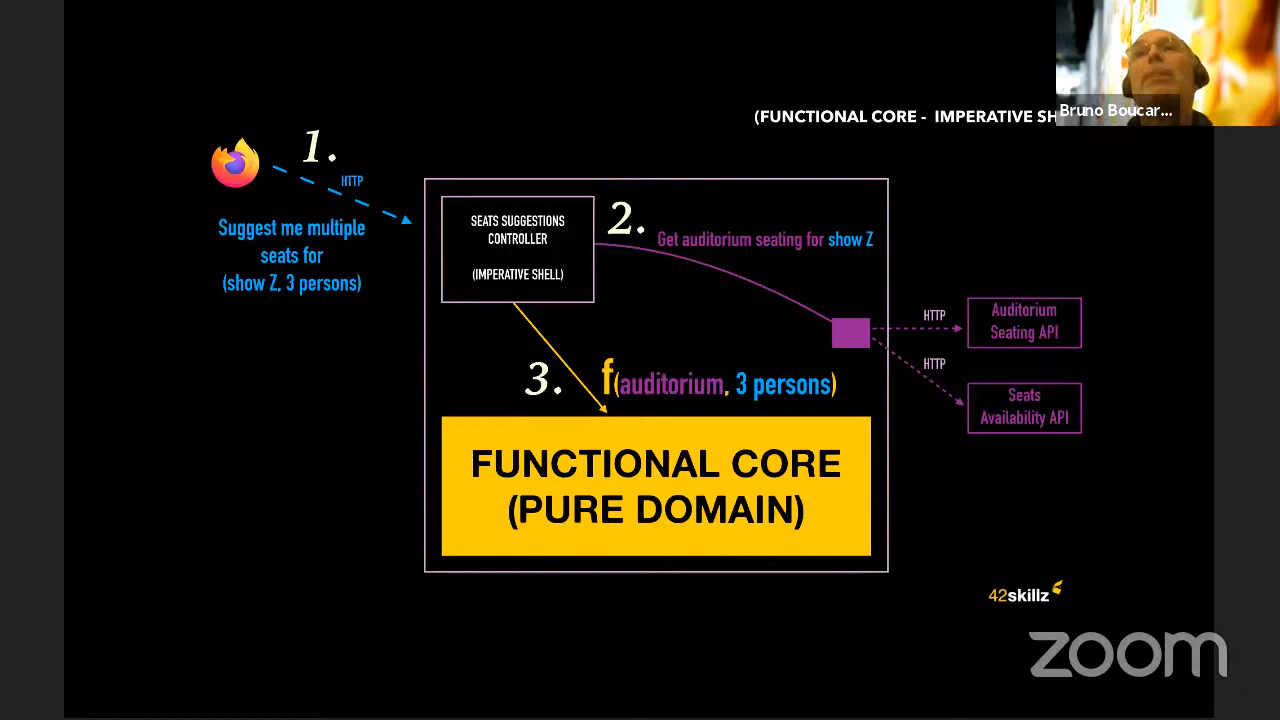 (FUNCTIONAL CORE - IMPERATIVE SH
Bruno Boucar...
1.
HTTP
Suggest me multiple
seats for
(show Z, 3 persons)
SEATS SUGGESTIONS
CONTROLLER
(IMPERATIVE SHELL)
2.
Get auditorium seating for show Z
HTTP
Auditorium
Seating API
HTTP
Seats
Availability API
3.
f(auditorium, 3 persons)
FUNCTIONAL CORE
(PURE DOMAIN)
42skillz
zoom